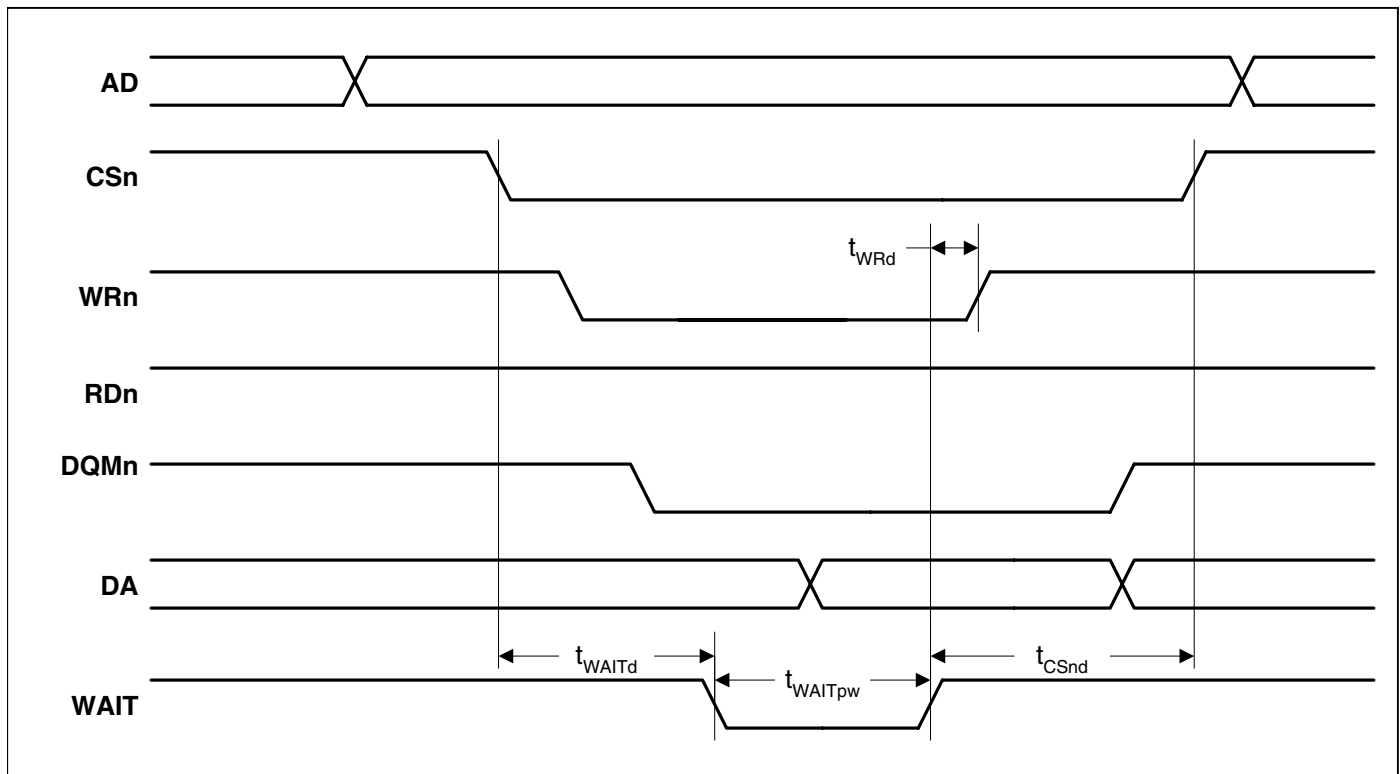 AD
CSn
tWRd
WRn
RDn
DQMn
DA
tWAITd
tCSnd
tWAITpw
WAIT